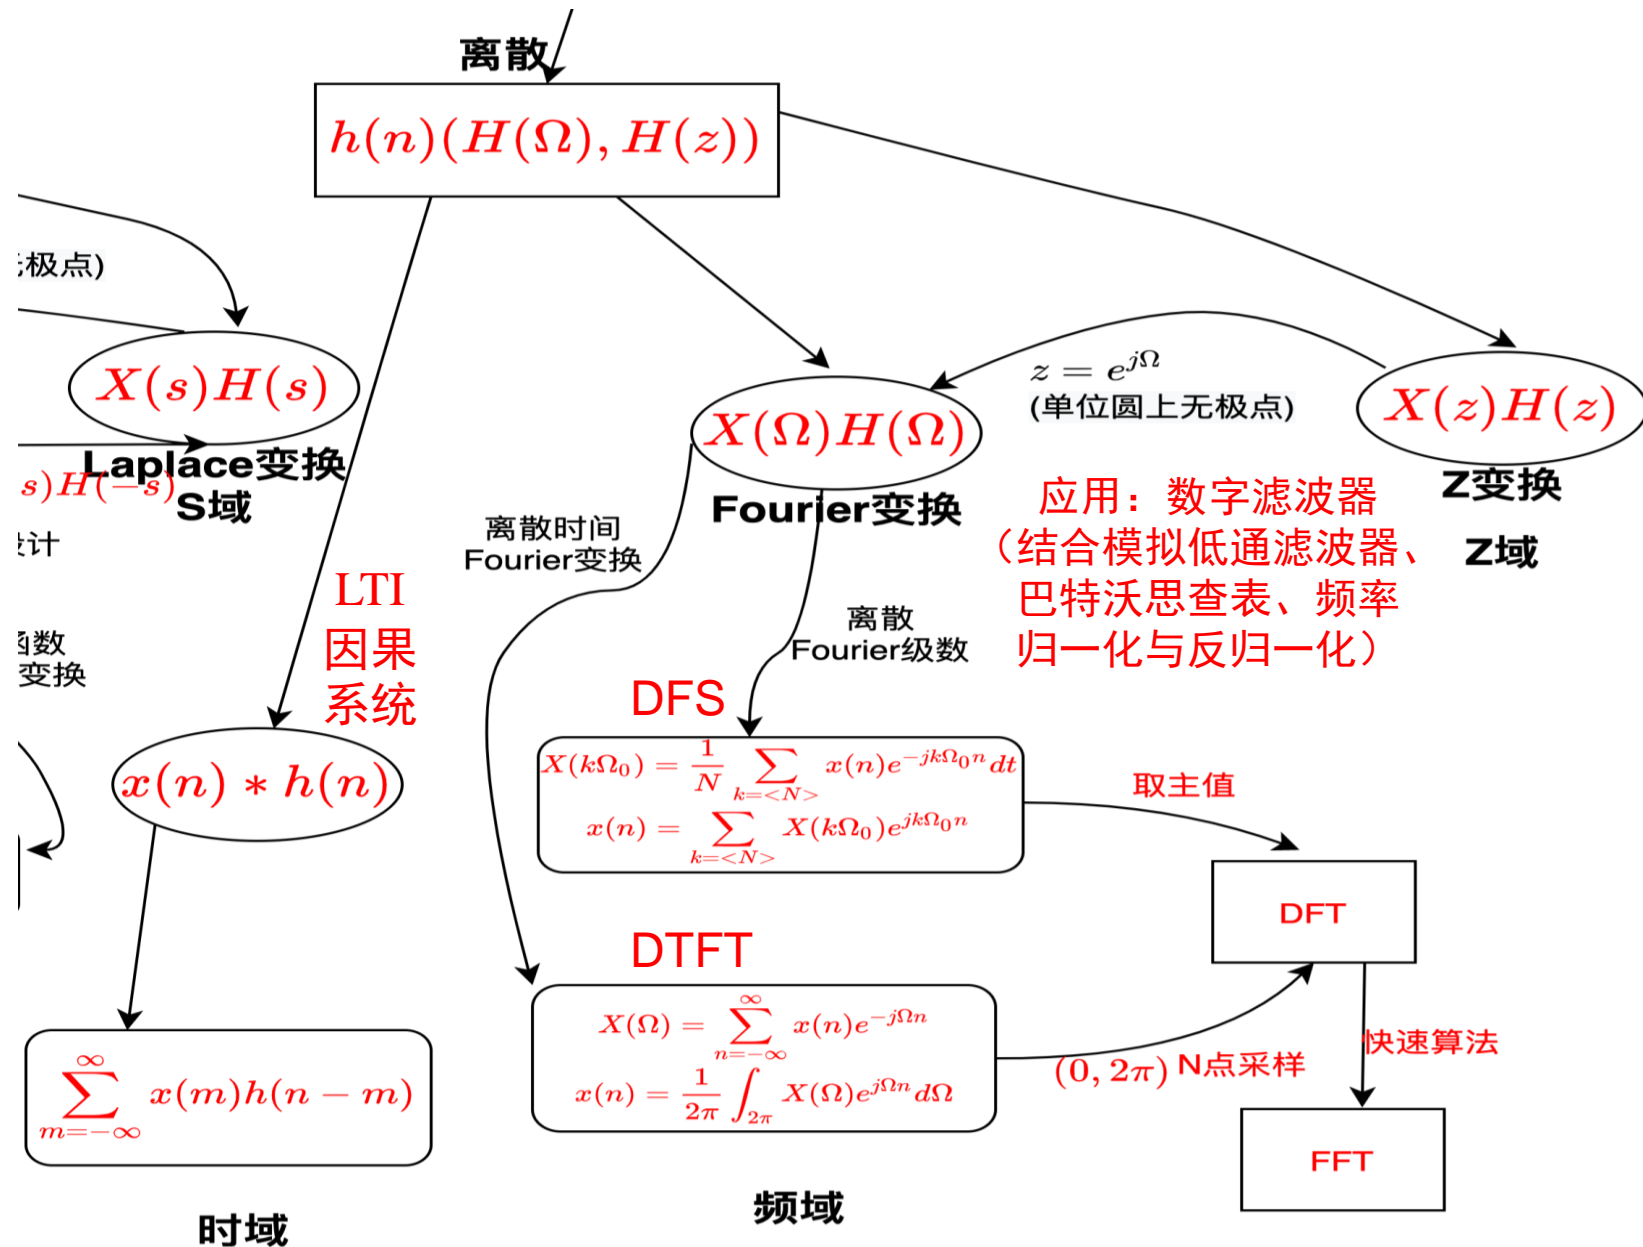 离散
h(n)(H(Ω), H(z))
极点)
X(s)H(s)
Laplace变换
s)H(−s)
S域
计
函数
变换
z = e^{jΩ}
(单位圆上无极点)
X(Ω)H(Ω)
Fourier变换
X(z)H(z)
Z变换
Z域
应用：数字滤波器
（结合模拟低通滤波器、
巴特沃思查表、频率
归一化与反归一化）
离散时间
Fourier变换
离散
Fourier级数
LTI
因果
系统
x(n) ∗ h(n)
DFS
X(kΩ_0) = \frac{1}{N} \sum_{k=<N>} x(n)e^{-jkΩ_0n}dt
x(n) = \sum_{k=<N>} X(kΩ_0)e^{jkΩ_0n}
取主值
DFT
DTFT
X(Ω) = \sum_{n=-∞}^{∞} x(n)e^{-jΩn}
x(n) = \frac{1}{2π} \int_{2π} X(Ω)e^{jΩn}dΩ
(0, 2π) N点采样
快速算法
FFT
\sum_{m=-∞}^{∞} x(m)h(n − m)
时域
频域